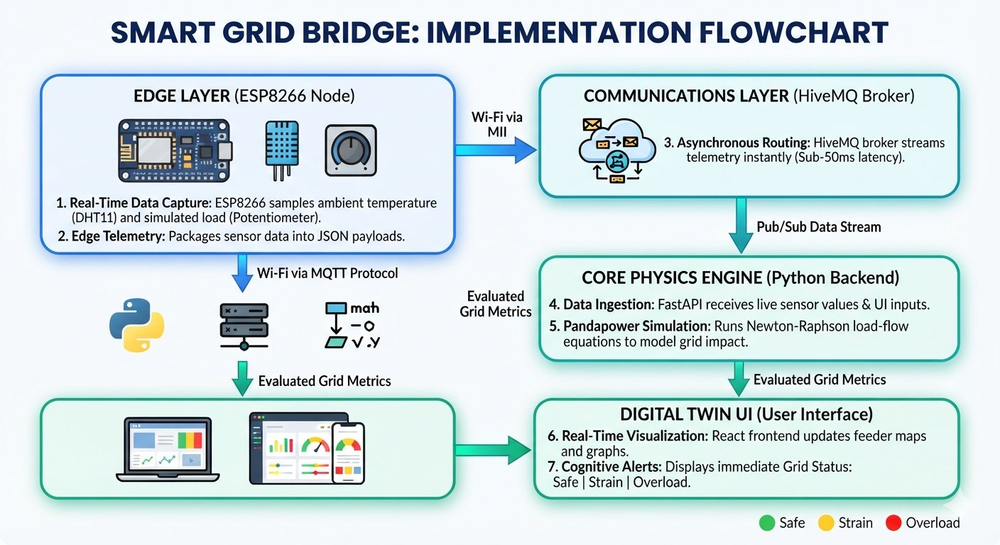 SMART GRID BRIDGE: IMPLEMENTATION FLOWCHART
EDGE LAYER (ESP8266 Node)
1. Real-Time Data Capture: ESP8266 samples ambient temperature
(DHT11) and simulated load (Potentiometer).
2. Edge Telemetry: Packages sensor data into JSON payloads.
Wi-Fi via
MII
COMMUNICATIONS LAYER (HiveMQ Broker)
3. Asynchronous Routing: HiveMQ broker streams
telemetry instantly (Sub-50ms latency).
Pub/Sub Data Stream
Wi-Fi via MQTT Protocol
mah
Evaluated
Grid Metrics
CORE PHYSICS ENGINE (Python Backend)
4. Data Ingestion: FastAPI receives live sensor values & UI inputs.
5. Pandapower Simulation: Runs Newton-Raphson load-flow
equations to model grid impact.
Evaluated Grid Metrics
Evaluated Grid Metrics
DIGITAL TWIN UI (User Interface)
6. Real-Time Visualization: React frontend updates feeder maps
and graphs.
7. Cognitive Alerts: Displays immediate Grid Status:
Safe | Strain | Overload.
Safe
Strain
Overload